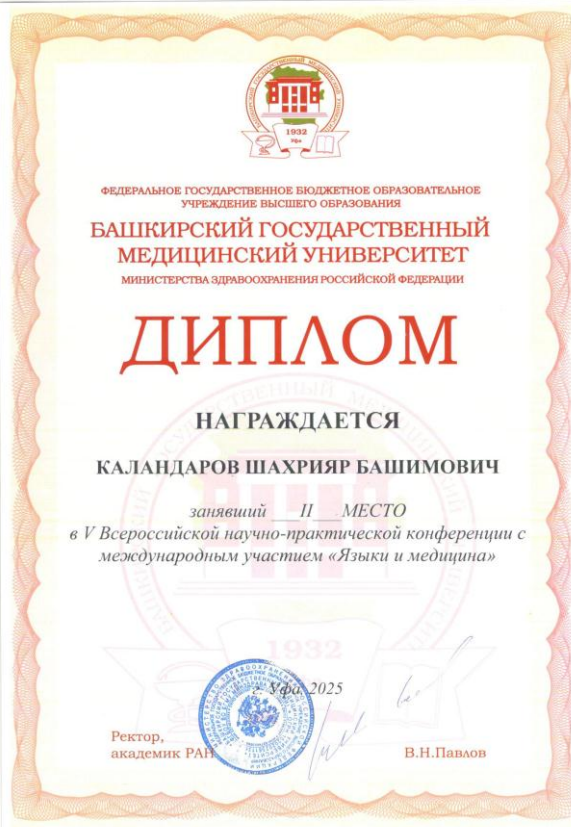 1932
Уфа
ФЕДЕРАЛЬНОЕ ГОСУДАРСТВЕННОЕ БЮДЖЕТНОЕ ОБРАЗОВАТЕЛЬНОЕ
УЧРЕЖДЕНИЕ ВЫСШЕГО ОБРАЗОВАНИЯ
БАШКИРСКИЙ ГОСУДАРСТВЕННЫЙ
МЕДИЦИНСКИЙ УНИВЕРСИТЕТ
МИНИСТЕРСТВА ЗДРАВООХРАНЕНИЯ РОССИЙСКОЙ ФЕДЕРАЦИИ
ДИПЛОМ
НАГРАЖДАЕТСЯ
КАЛАНДАРОВ ШАХРИЯР БАШИМОВИЧ
занявший __II__ МЕСТО
в V Всероссийской научно-практической конференции с
международным участием «Языки и медицина»
1932
г. Уфа, 2025
Ректор,
академик РАН
В.Н.Павлов